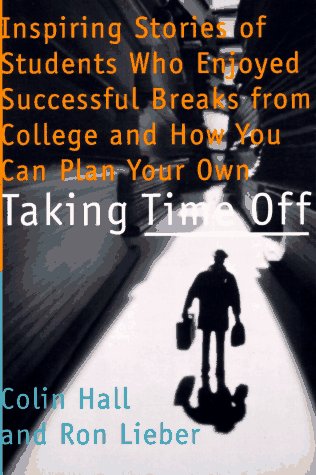 Inspiring Stories of
Students Who Enjoyed
Successful Breaks from
College and How You
Can Plan Your Own
Taking Time Off
Colin Hall
and Ron Lieber